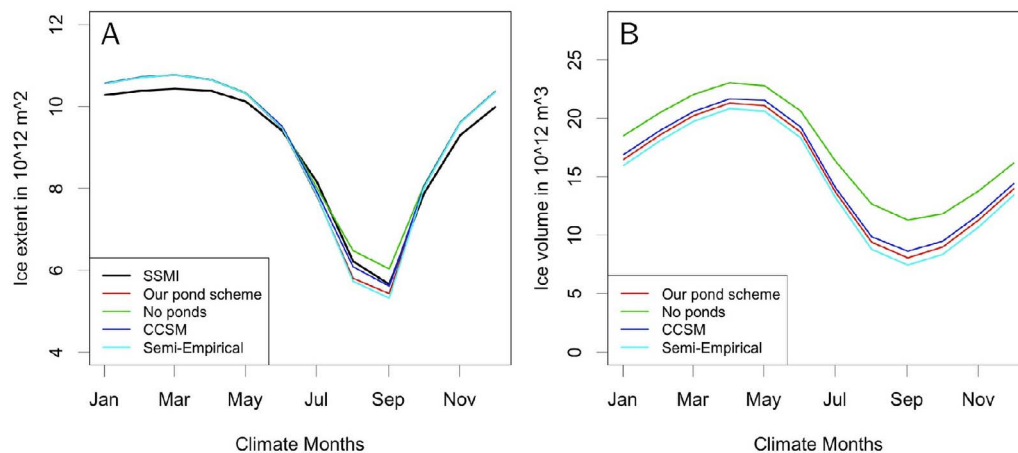 A
Ice extent in 10^12 m^2
12
10
8
6
4
SSMI
Our pond scheme
No ponds
CCSM
Semi-Empirical
Jan
Mar
May
Jul
Sep
Nov
Climate Months
B
Ice volume in 10^12 m^3
25
20
15
10
5
0
Our pond scheme
No ponds
CCSM
Semi-Empirical
Jan
Mar
May
Jul
Sep
Nov
Climate Months